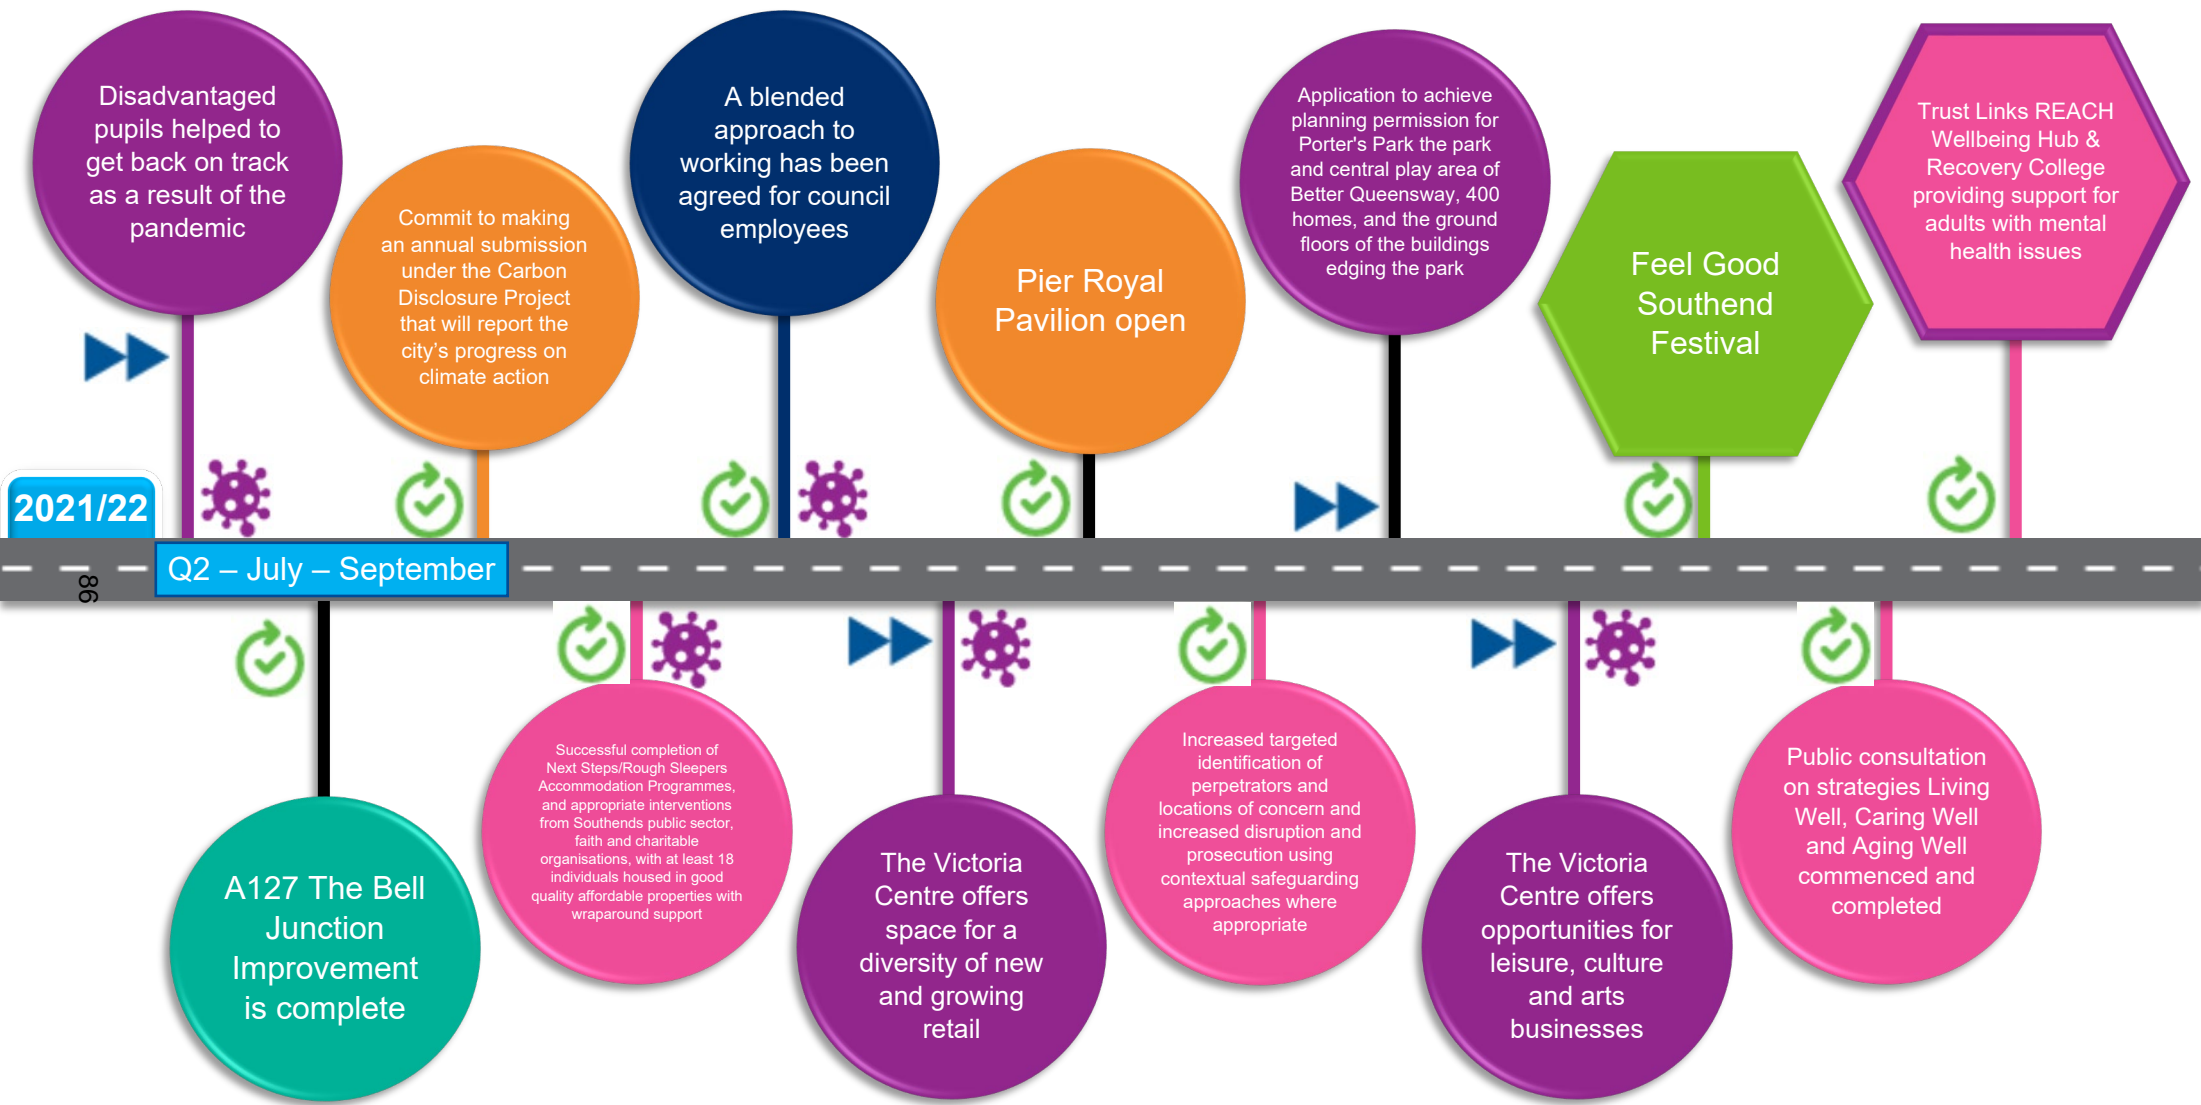 Disadvantaged
pupils helped to
get back on track
as a result of the
pandemic
Commit to making
an annual submission
under the Carbon
Disclosure Project
that will report the
city’s progress on
climate action
A blended
approach to
working has been
agreed for council
employees
Pier Royal
Pavilion open
Application to achieve
planning permission for
Porter's Park the park
and central play area of
Better Queensway, 400
homes, and the ground
floors of the buildings
edging the park
Feel Good
Southend
Festival
Trust Links REACH
Wellbeing Hub &
Recovery College
providing support for
adults with mental
health issues
2021/22
Q2 – July – September
86
A127 The Bell
Junction
Improvement
is complete
Successful completion of
Next Steps/Rough Sleepers
Accommodation Programmes,
and appropriate interventions
from Southends public sector,
faith and charitable
organisations, with at least 18
individuals housed in good
quality affordable properties with
wraparound support
The Victoria
Centre offers
space for a
diversity of new
and growing
retail
Increased targeted
identification of
perpetrators and
locations of concern and
increased disruption and
prosecution using
contextual safeguarding
approaches where
appropriate
The Victoria
Centre offers
opportunities for
leisure, culture
and arts
businesses
Public consultation
on strategies Living
Well, Caring Well
and Aging Well
commenced and
completed